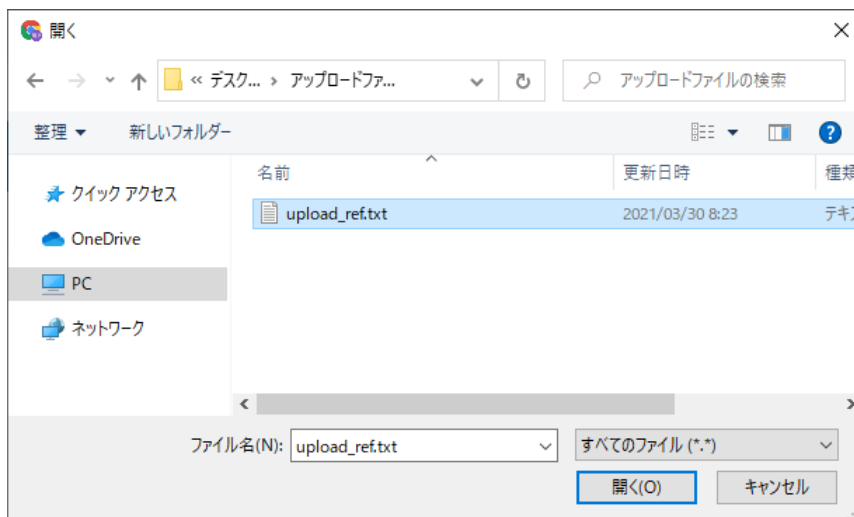 開く
« デスク... › アップロードファ...
アップロードファイルの検索
整理
新しいフォルダー
名前
更新日時
種類
upload_ref.txt
2021/03/30 8:23
テキ
クイック アクセス
OneDrive
PC
ネットワーク
ファイル名(N):
upload_ref.txt
すべてのファイル (*.*)
開く(O)
キャンセル